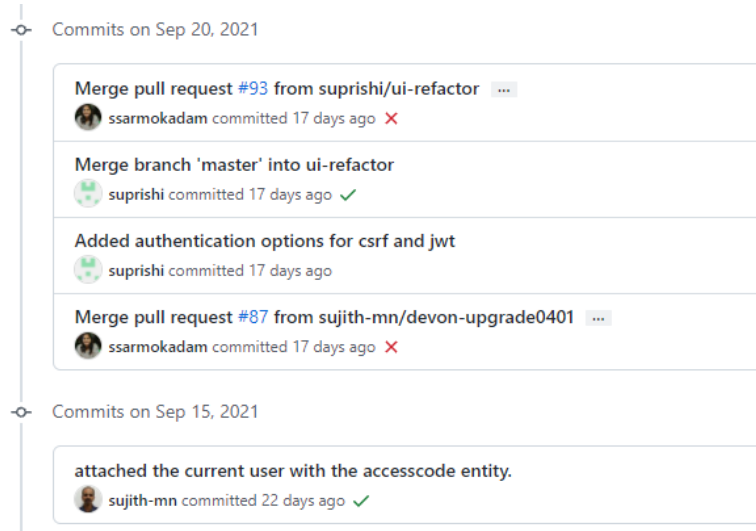 Commits on Sep 20, 2021
Merge pull request #93 from suprishi/ui-refactor ...
ssarmokadam committed 17 days ago
Merge branch 'master' into ui-refactor
suprishi committed 17 days ago
Added authentication options for csrf and jwt
suprishi committed 17 days ago
Merge pull request #87 from sujith-mn/devon-upgrade0401 ...
ssarmokadam committed 17 days ago
Commits on Sep 15, 2021
attached the current user with the accesscode entity.
sujith-mn committed 22 days ago